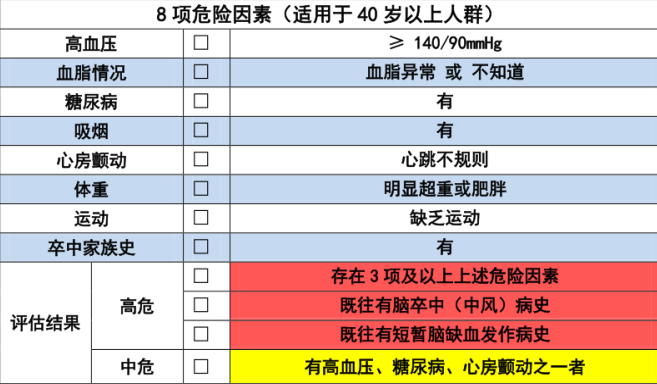 8 项危险因素（适用于 40 岁以上人群）
高血压 □ ≥ 140/90mmHg
血脂情况 □ 血脂异常 或 不知道
糖尿病 □ 有
吸烟 □ 有
心房颤动 □ 心跳不规则
体重 □ 明显超重或肥胖
运动 □ 缺乏运动
卒中家族史 □ 有
评估结果
高危
□ 存在 3 项及以上上述危险因素
□ 既往有脑卒中（中风）病史
□ 既往有短暂脑缺血发作病史
中危 □ 有高血压、糖尿病、心房颤动之一者